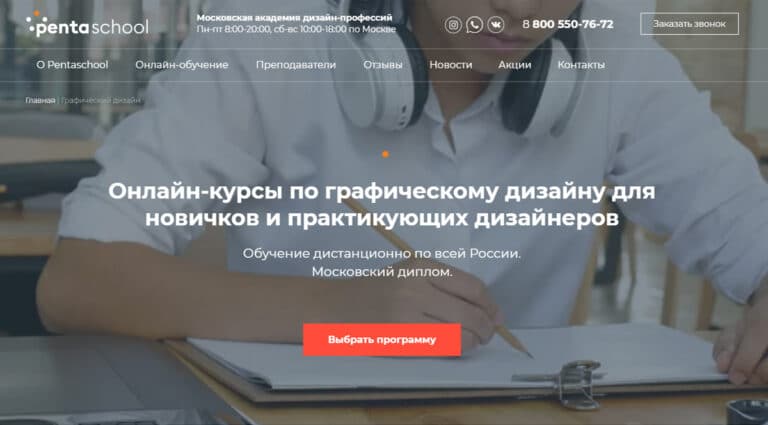 pentaschool
Московская академия дизайн-профессий
Пн-пт 8:00-20:00, сб-вс 10:00-18:00 по Москве
8 800 550-76-72
Заказать звонок
О Pentaschool Онлайн-обучение Преподаватели Отзывы Новости Акции Контакты
Главная | Графический дизайн
Онлайн-курсы по графическому дизайну для
новичков и практикующих дизайнеров
Обучение дистанционно по всей России.
Московский диплом.
Выбрать программу